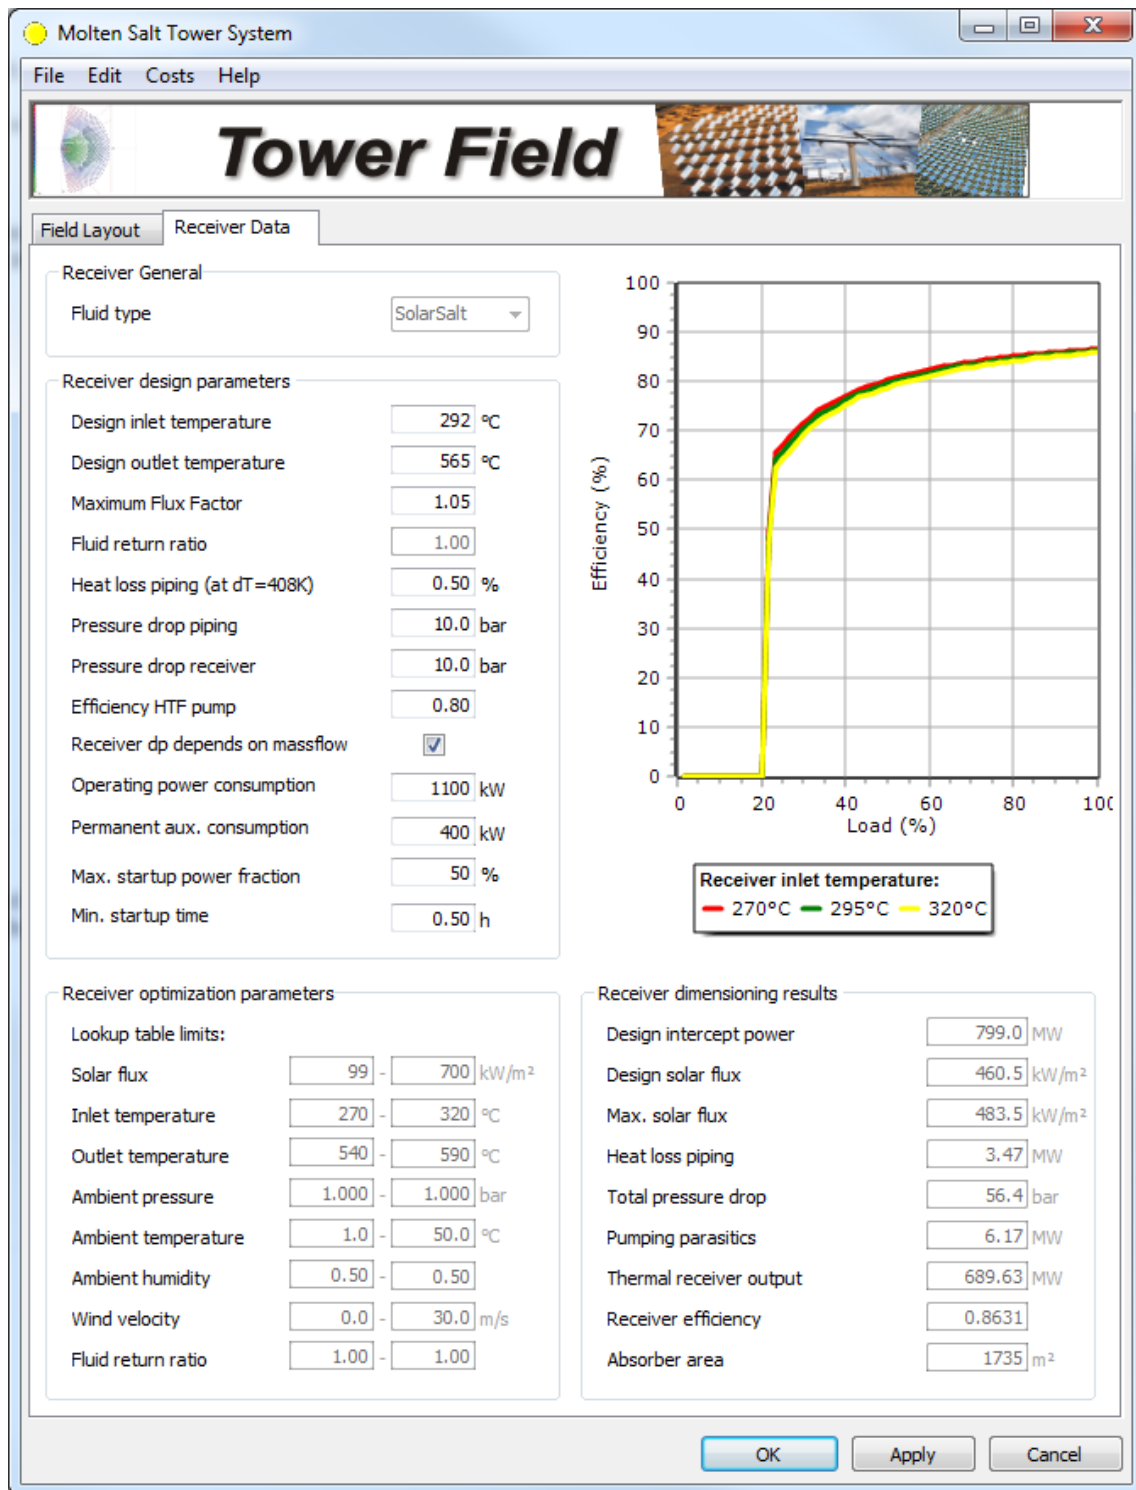 Molten Salt Tower System
File Edit Costs Help
Tower Field
Field Layout Receiver Data
Receiver General
Fluid type SolarSalt
Receiver design parameters
Design inlet temperature 292 °C
Design outlet temperature 565 °C
Maximum Flux Factor 1.05
Fluid return ratio 1.00
Heat loss piping (at dT=408K) 0.50 %
Pressure drop piping 10.0 bar
Pressure drop receiver 10.0 bar
Efficiency HTF pump 0.80
Receiver dp depends on massflow
Operating power consumption 1100 kW
Permanent aux. consumption 400 kW
Max. startup power fraction 50 %
Min. startup time 0.50 h
100
90
80
70
60
50
40
30
20
10
0
Efficiency (%)
0 20 40 60 80 100
Load (%)
Receiver inlet temperature:
270°C 295°C 320°C
Receiver optimization parameters
Lookup table limits:
Solar flux 99 - 700 kW/m²
Inlet temperature 270 - 320 °C
Outlet temperature 540 - 590 °C
Ambient pressure 1.000 - 1.000 bar
Ambient temperature 1.0 - 50.0 °C
Ambient humidity 0.50 - 0.50
Wind velocity 0.0 - 30.0 m/s
Fluid return ratio 1.00 - 1.00
Receiver dimensioning results
Design intercept power 799.0 MW
Design solar flux 460.5 kW/m²
Max. solar flux 483.5 kW/m²
Heat loss piping 3.47 MW
Total pressure drop 56.4 bar
Pumping parasitics 6.17 MW
Thermal receiver output 689.63 MW
Receiver efficiency 0.8631
Absorber area 1735 m²
OK Apply Cancel